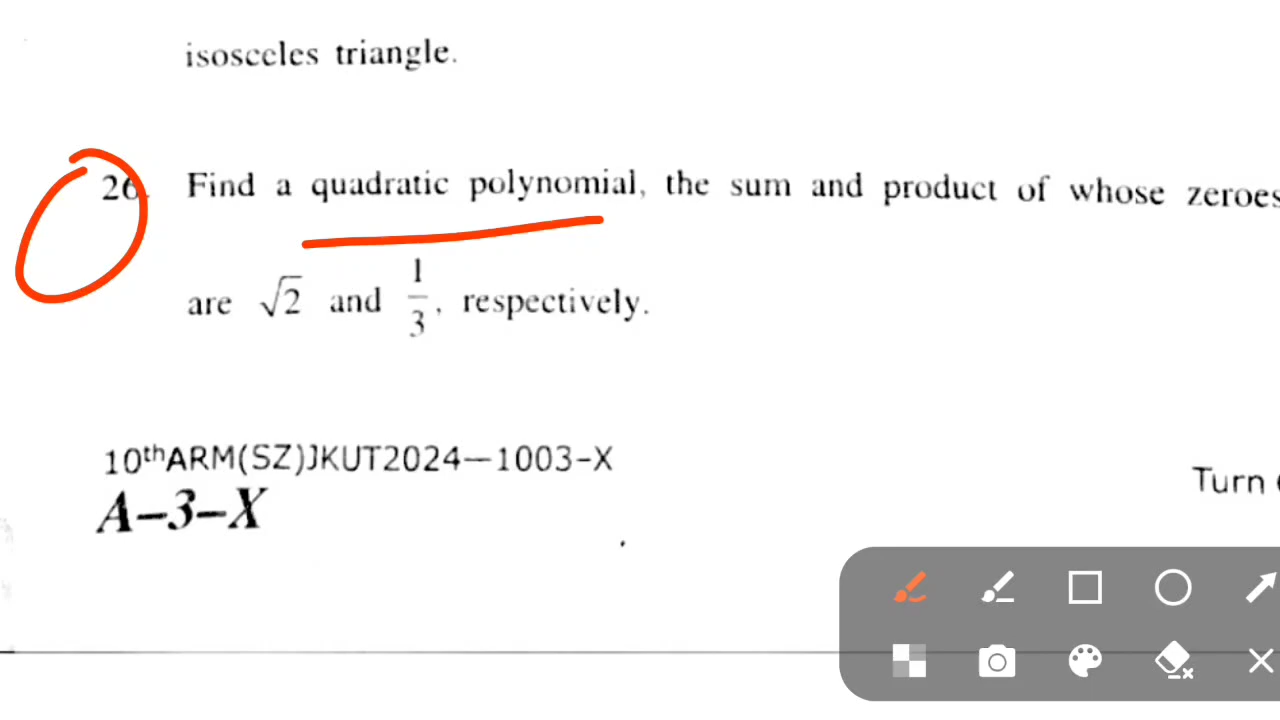 isosceles triangle.
26. Find a quadratic polynomial, the sum and product of whose zeroes
are √2 and 1/3, respectively.
10thARM(SZ)JKUT2024—1003-X
A–3–X
Turn